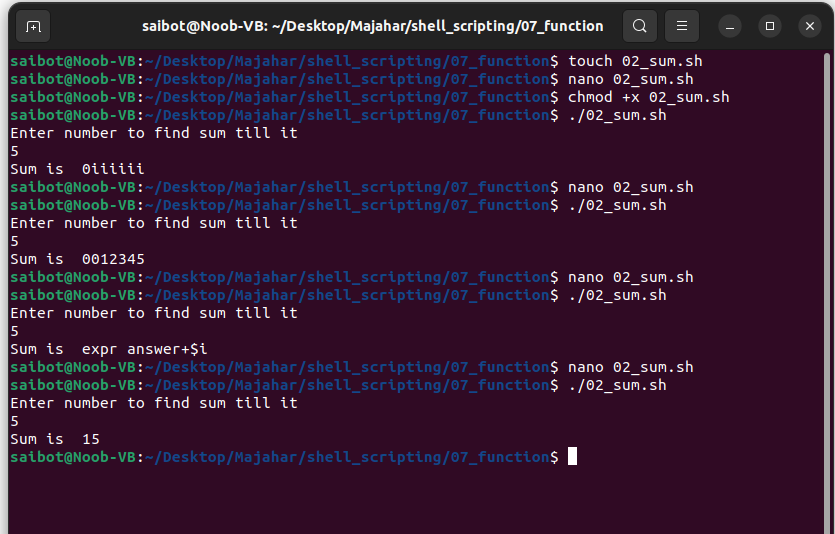 saibot@Noob-VB: ~/Desktop/Majahar/shell_scripting/07_function
saibot@Noob-VB:~/Desktop/Majahar/shell_scripting/07_function$ touch 02_sum.sh
saibot@Noob-VB:~/Desktop/Majahar/shell_scripting/07_function$ nano 02_sum.sh
saibot@Noob-VB:~/Desktop/Majahar/shell_scripting/07_function$ chmod +x 02_sum.sh
saibot@Noob-VB:~/Desktop/Majahar/shell_scripting/07_function$ ./02_sum.sh
Enter number to find sum till it
5
Sum is  0iiiiii
saibot@Noob-VB:~/Desktop/Majahar/shell_scripting/07_function$ nano 02_sum.sh
saibot@Noob-VB:~/Desktop/Majahar/shell_scripting/07_function$ ./02_sum.sh
Enter number to find sum till it
5
Sum is  0012345
saibot@Noob-VB:~/Desktop/Majahar/shell_scripting/07_function$ nano 02_sum.sh
saibot@Noob-VB:~/Desktop/Majahar/shell_scripting/07_function$ ./02_sum.sh
Enter number to find sum till it
5
Sum is  expr answer+$i
saibot@Noob-VB:~/Desktop/Majahar/shell_scripting/07_function$ nano 02_sum.sh
saibot@Noob-VB:~/Desktop/Majahar/shell_scripting/07_function$ ./02_sum.sh
Enter number to find sum till it
5
Sum is  15
saibot@Noob-VB:~/Desktop/Majahar/shell_scripting/07_function$